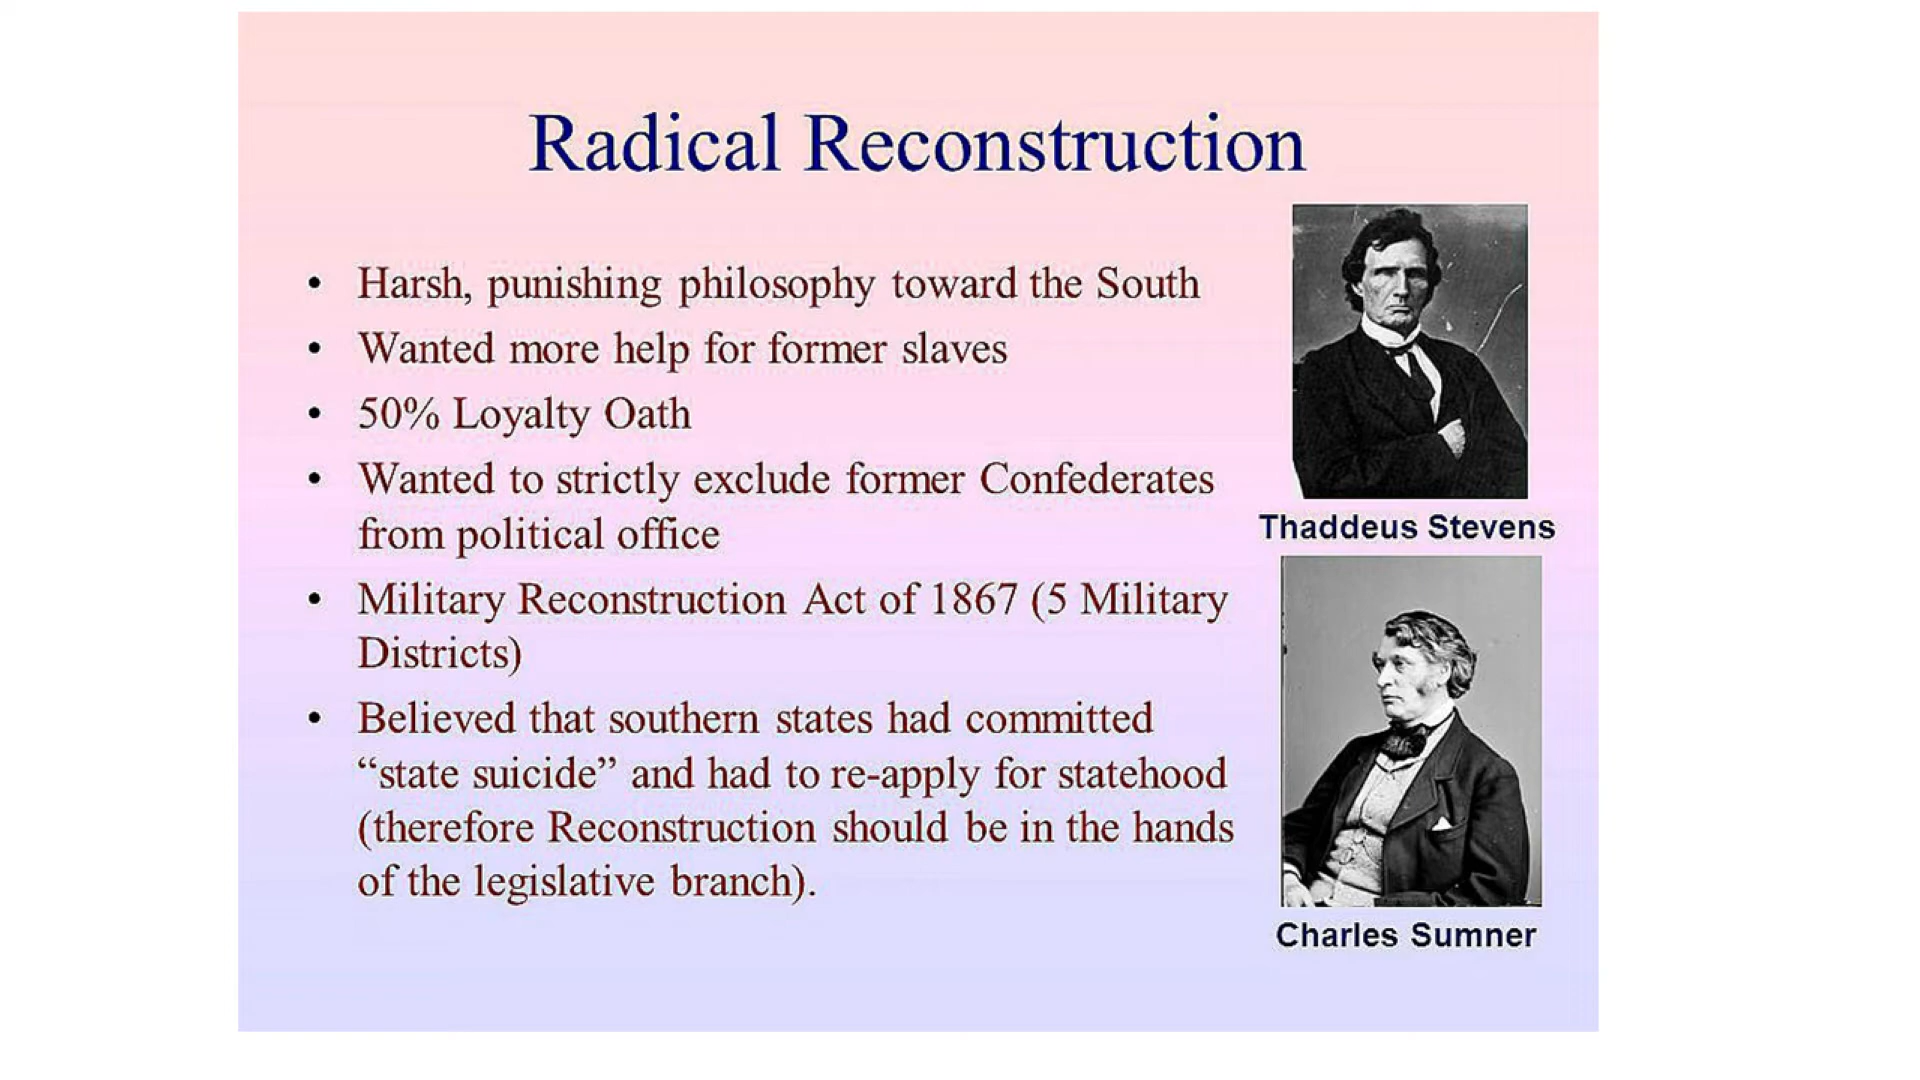 Radical Reconstruction
• Harsh, punishing philosophy toward the South
• Wanted more help for former slaves
• 50% Loyalty Oath
• Wanted to strictly exclude former Confederates
from political office
• Military Reconstruction Act of 1867 (5 Military
Districts)
• Believed that southern states had committed
“state suicide” and had to re-apply for statehood
(therefore Reconstruction should be in the hands
of the legislative branch).
Thaddeus Stevens
Charles Sumner